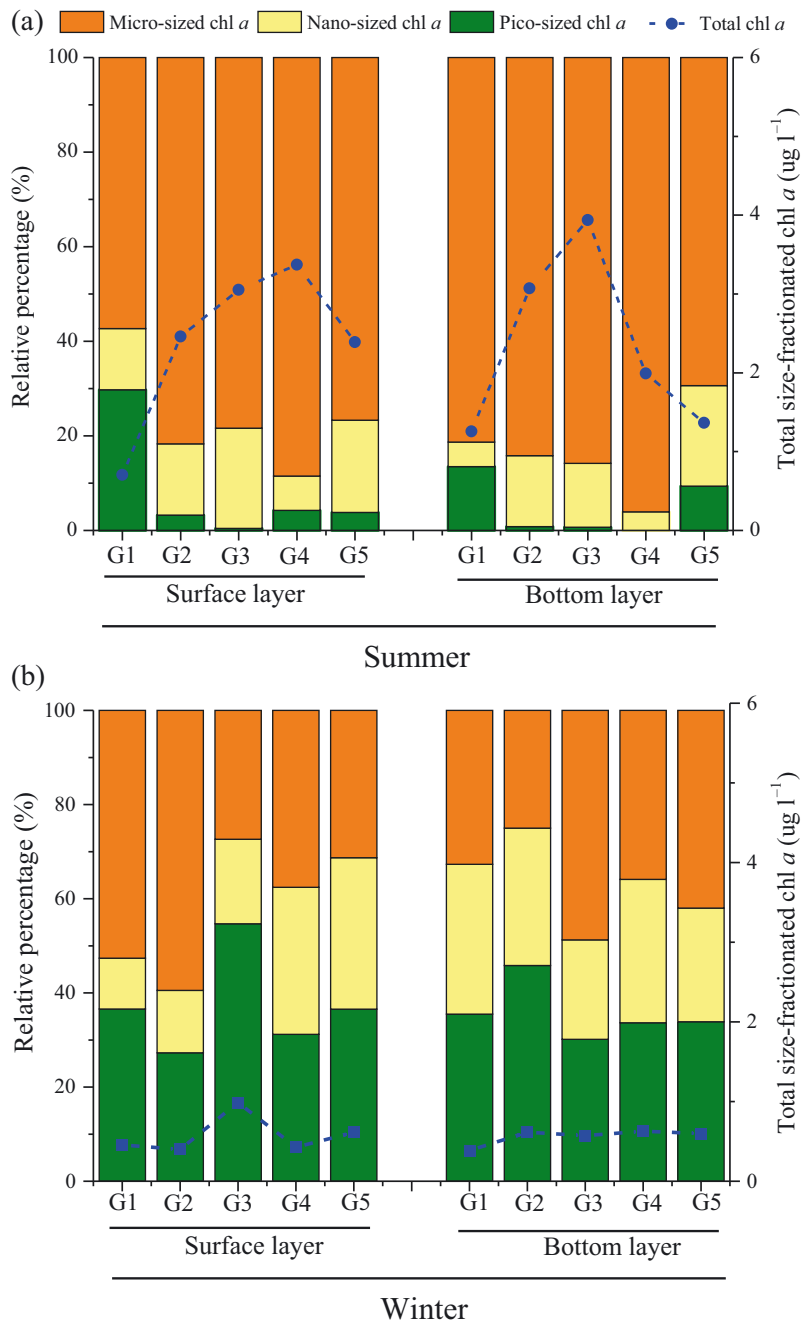 (a) Micro-sized chl a Nano-sized chl a Pico-sized chl a Total chl a
100
80
60
40
20
0
Relative percentage (%)
6
4
2
0
Total size-fractionated chl a (ug l⁻¹)
G1 G2 G3 G4 G5 G1 G2 G3 G4 G5
Surface layer Bottom layer
Summer
(b)
100
80
60
40
20
0
Relative percentage (%)
6
4
2
0
Total size-fractionated chl a (ug l⁻¹)
G1 G2 G3 G4 G5 G1 G2 G3 G4 G5
Surface layer Bottom layer
Winter